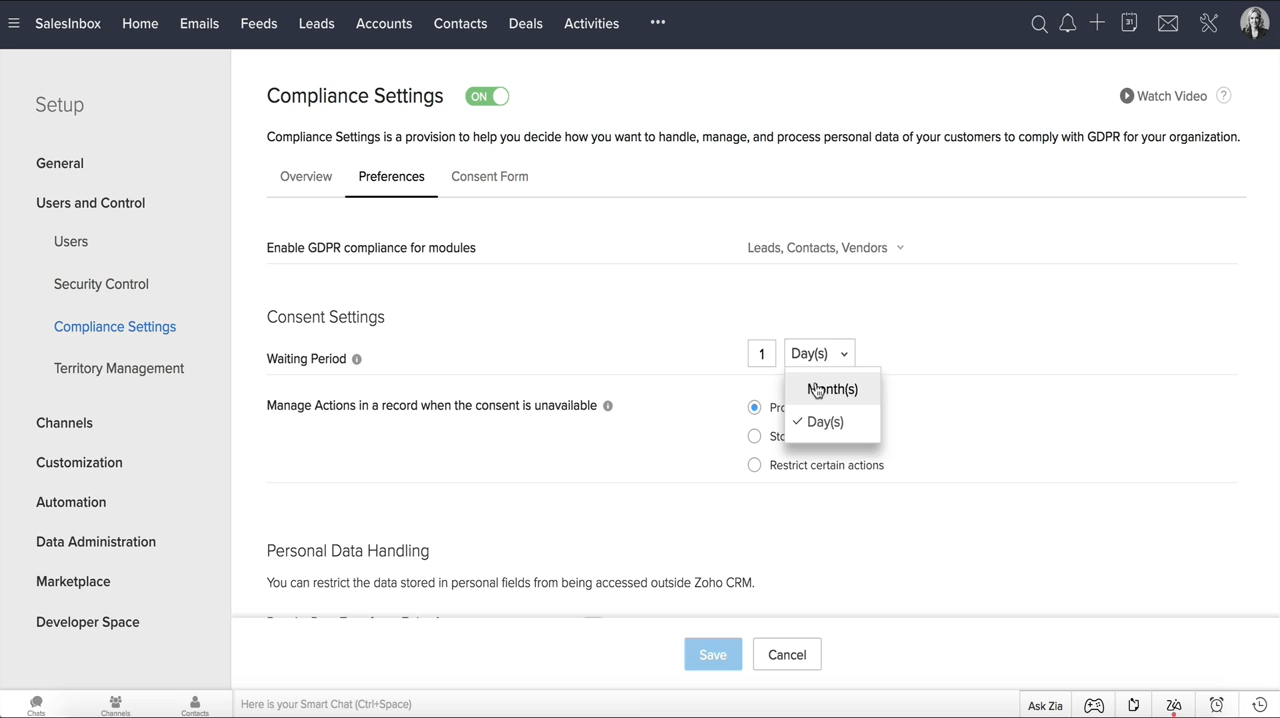 SalesInbox Home Emails Feeds Leads Accounts Contacts Deals Activities •••
31
Setup
General
Users and Control
Users
Security Control
Compliance Settings
Territory Management
Channels
Customization
Automation
Data Administration
Marketplace
Developer Space
Compliance Settings ON
Watch Video ?
Compliance Settings is a provision to help you decide how you want to handle, manage, and process personal data of your customers to comply with GDPR for your organization.
Overview Preferences Consent Form
Enable GDPR compliance for modules Leads, Contacts, Vendors
Consent Settings
Waiting Period 1 Day(s)
Month(s)
Day(s)
Manage Actions in a record when the consent is unavailable
Restrict certain actions
Personal Data Handling
You can restrict the data stored in personal fields from being accessed outside Zoho CRM.
Save Cancel
Chats Channels Contacts
Here is your Smart Chat (Ctrl+Space)
Ask Zia